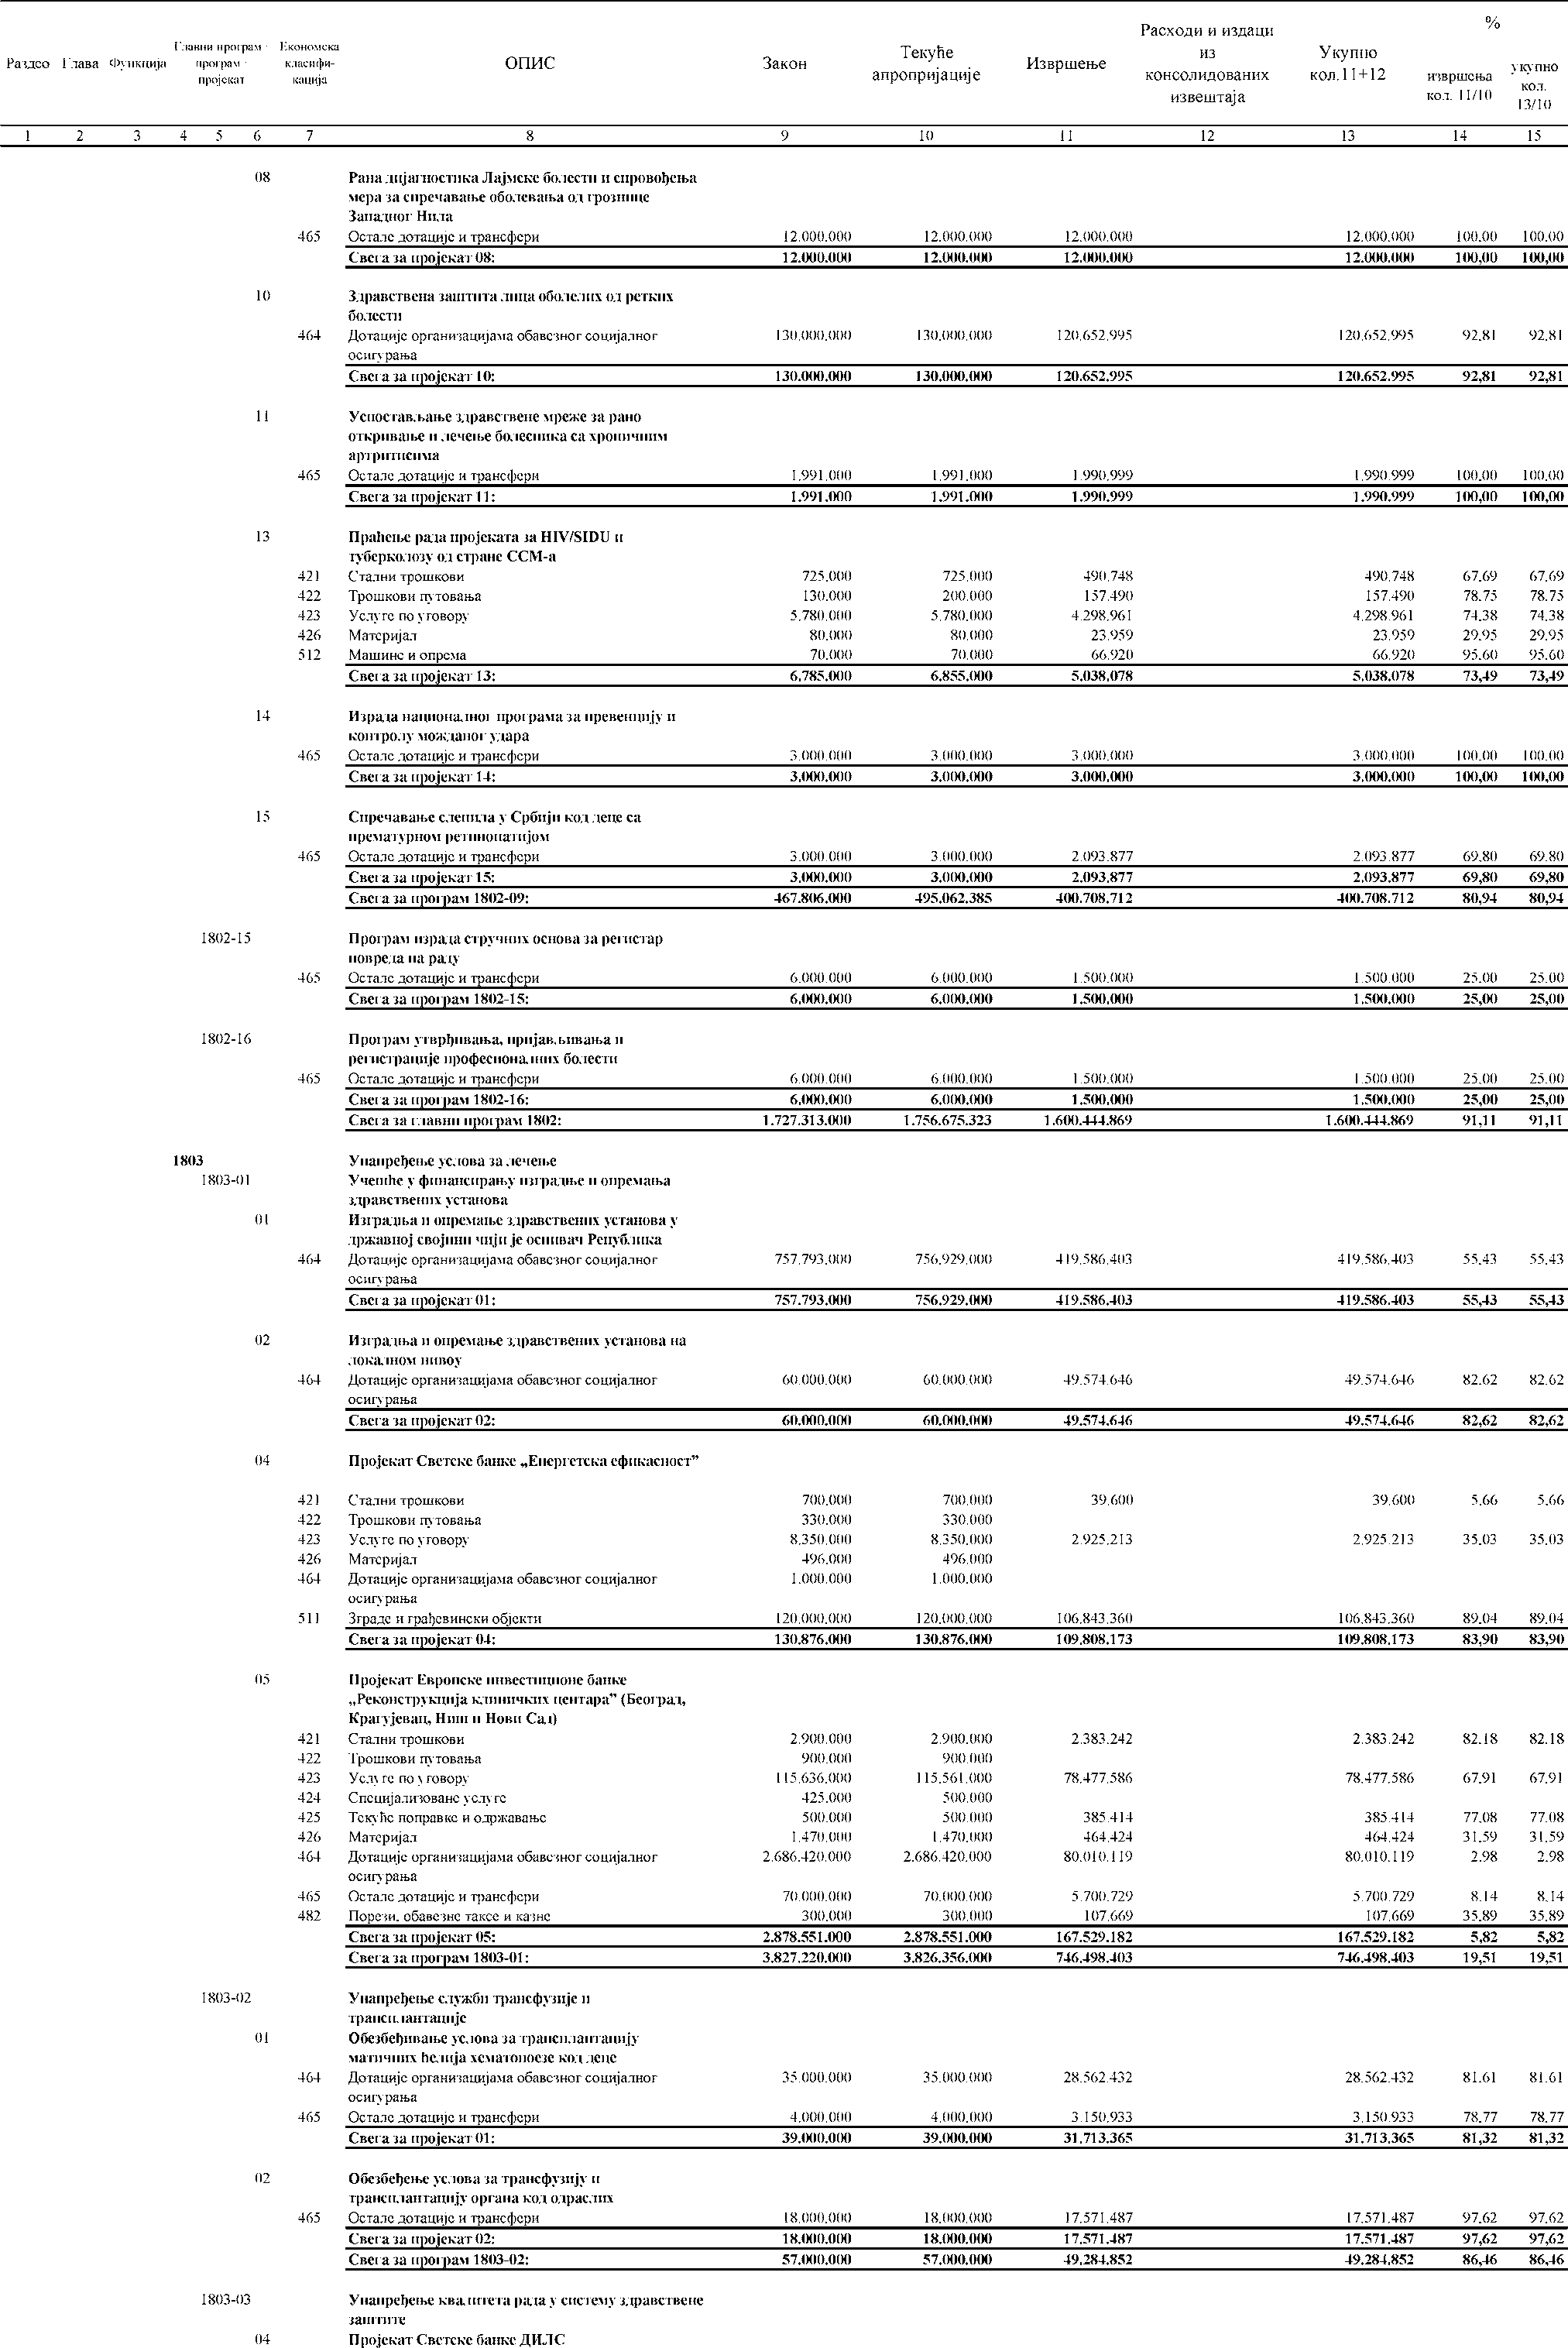 Раздео Глава Функција Главни програм - програм - пројекат Економска класифи-кација ОПИС Закон Текуће апропријације Извршење Расходи и издаци из консолидованих извештаја Укупно кол.11+12 % извршења кол. 11/10 укупно кол. 13/10
1 2 3 4 5 6 7 8 9 10 11 12 13 14 15
08 Рана дијагностика Лајмске болести и спровођења
мера за спречавање оболевања од грознице
Западног Нила
465 Остале дотације и трансфери 12.000.000 12.000.000 12.000.000 12.000.000 100,00 100,00
Свега за пројекат 08: 12.000.000 12.000.000 12.000.000 12.000.000 100,00 100,00
10 Здравствена заштита лица оболелих од ретких
болести
464 Дотације организацијама обавезног социјалног 130.000.000 130.000.000 120.652.995 120.652.995 92,81 92,81
осигурања
Свега за пројекат 10: 130.000.000 130.000.000 120.652.995 120.652.995 92,81 92,81
11 Успостављање здравствене мреже за рано
откривање и лечење болесника са хроничним
артритисима
465 Остале дотације и трансфери 1.991.000 1.991.000 1.990.999 1.990.999 100,00 100,00
Свега за пројекат 11: 1.991.000 1.991.000 1.990.999 1.990.999 100,00 100,00
13 Праћење рада пројеката за HIV/SIDU и
туберколозу од стране ССМ-а
421 Стални трошкови 725.000 725.000 490.748 490.748 67,69 67,69
422 Трошкови путовања 130.000 200.000 157.490 157.490 78,75 78,75
423 Услуге по уговору 5.780.000 5.780.000 4.298.961 4.298.961 74,38 74,38
426 Материјал 80.000 80.000 23.959 23.959 29,95 29,95
512 Машине и опрема 70.000 70.000 66.920 66.920 95,60 95,60
Свега за пројекат 13: 6.785.000 6.855.000 5.038.078 5.038.078 73,49 73,49
14 Израда националног програма за превенцију и
контролу можданог удара
465 Остале дотације и трансфери 3.000.000 3.000.000 3.000.000 3.000.000 100,00 100,00
Свега за пројекат 14: 3.000.000 3.000.000 3.000.000 3.000.000 100,00 100,00
15 Спречавање слепила у Србији код деце са
прематурном ретинопатијом
465 Остале дотације и трансфери 3.000.000 3.000.000 2.093.877 2.093.877 69,80 69,80
Свега за пројекат 15: 3.000.000 3.000.000 2.093.877 2.093.877 69,80 69,80
Свега за програм 1802-09: 467.806.000 495.062.385 400.708.712 400.708.712 80,94 80,94
1802-15 Програм израда стручних основа за регистар
повреда на раду
465 Остале дотације и трансфери 6.000.000 6.000.000 1.500.000 1.500.000 25,00 25,00
Свега за програм 1802-15: 6.000.000 6.000.000 1.500.000 1.500.000 25,00 25,00
1802-16 Програм утврђивања, пријављивања и
регистрације професионалних болести
465 Остале дотације и трансфери 6.000.000 6.000.000 1.500.000 1.500.000 25,00 25,00
Свега за програм 1802-16: 6.000.000 6.000.000 1.500.000 1.500.000 25,00 25,00
Свега за главни програм 1802: 1.727.313.000 1.756.675.323 1.600.444.869 1.600.444.869 91,11 91,11
1803 Унапређење услова за лечење
1803-01 Учешће у финансирању изградње и опремања
здравствених установа
01 Изградња и опремање здравствених установа у
државној својини чији је оснивач Република
464 Дотације организацијама обавезног социјалног 757.793.000 756.929.000 419.586.403 419.586.403 55,43 55,43
осигурања
Свега за пројекат 01: 757.793.000 756.929.000 419.586.403 419.586.403 55,43 55,43
02 Изградња и опремање здравствених установа на
локалном нивоу
464 Дотације организацијама обавезног социјалног 60.000.000 60.000.000 49.574.646 49.574.646 82,62 82,62
осигурања
Свега за пројекат 02: 60.000.000 60.000.000 49.574.646 49.574.646 82,62 82,62
04 Пројекат Светске банке „Енергетска ефикасност”
421 Стални трошкови 700.000 700.000 39.600 39.600 5,66 5,66
422 Трошкови путовања 330.000 330.000
423 Услуге по уговору 8.350.000 8.350.000 2.925.213 2.925.213 35,03 35,03
426 Материјал 496.000 496.000
464 Дотације организацијама обавезног социјалног 1.000.000 1.000.000
осигурања
511 Зграде и грађевински објекти 120.000.000 120.000.000 106.843.360 106.843.360 89,04 89,04
Свега за пројекат 04: 130.876.000 130.876.000 109.808.173 109.808.173 83,90 83,90
05 Пројекат Европске инвестиционе банке
„Реконструкција клиничких центара” (Београд,
Крагујевац, Ниш и Нови Сад)
421 Стални трошкови 2.900.000 2.900.000 2.383.242 2.383.242 82,18 82,18
422 Трошкови путовања 900.000 900.000
423 Услуге по уговору 115.636.000 115.561.000 78.477.586 78.477.586 67,91 67,91
424 Специјализоване услуге 425.000 500.000
425 Текуће поправке и одржавање 500.000 500.000 385.414 385.414 77,08 77,08
426 Материјал 1.470.000 1.470.000 464.424 464.424 31,59 31,59
464 Дотације организацијама обавезног социјалног 2.686.420.000 2.686.420.000 80.010.119 80.010.119 2,98 2,98
осигурања
465 Остале дотације и трансфери 70.000.000 70.000.000 5.700.729 5.700.729 8,14 8,14
482 Порези, обавезне таксе и казне 300.000 300.000 107.669 107.669 35,89 35,89
Свега за пројекат 05: 2.878.551.000 2.878.551.000 167.529.182 167.529.182 5,82 5,82
Свега за програм 1803-01: 3.827.220.000 3.826.356.000 746.498.403 746.498.403 19,51 19,51
1803-02 Унапређење служби трансфузије и
трансплантације
01 Обезбеђивање услова за трансплантацију
матичних ћелија хематопоезе код деце
464 Дотације организацијама обавезног социјалног 35.000.000 35.000.000 28.562.432 28.562.432 81,61 81,61
осигурања
465 Остале дотације и трансфери 4.000.000 4.000.000 3.150.933 3.150.933 78,77 78,77
Свега за пројекат 01: 39.000.000 39.000.000 31.713.365 31.713.365 81,32 81,32
02 Обезбеђење услова за трансфузију и
трансплантацију органа код одраслих
465 Остале дотације и трансфери 18.000.000 18.000.000 17.571.487 17.571.487 97,62 97,62
Свега за пројекат 02: 18.000.000 18.000.000 17.571.487 17.571.487 97,62 97,62
Свега за програм 1803-02: 57.000.000 57.000.000 49.284.852 49.284.852 86,46 86,46
1803-03 Унапређење квалитета рада у систему здравствене
заштите
04 Пројекат Светске банке ДИЛС